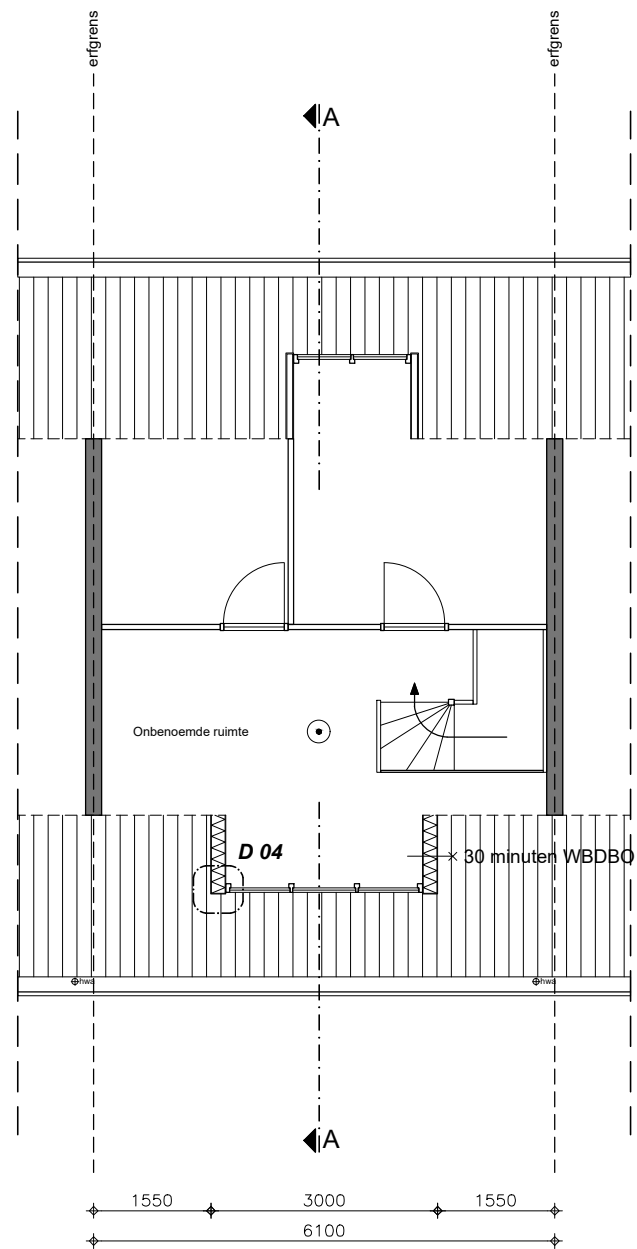 erfgrens
erfgrens
A
Onbenoemde ruimte
D 04
30 minuten WBDBO
hwa
hwa
A
1550
3000
1550
6100